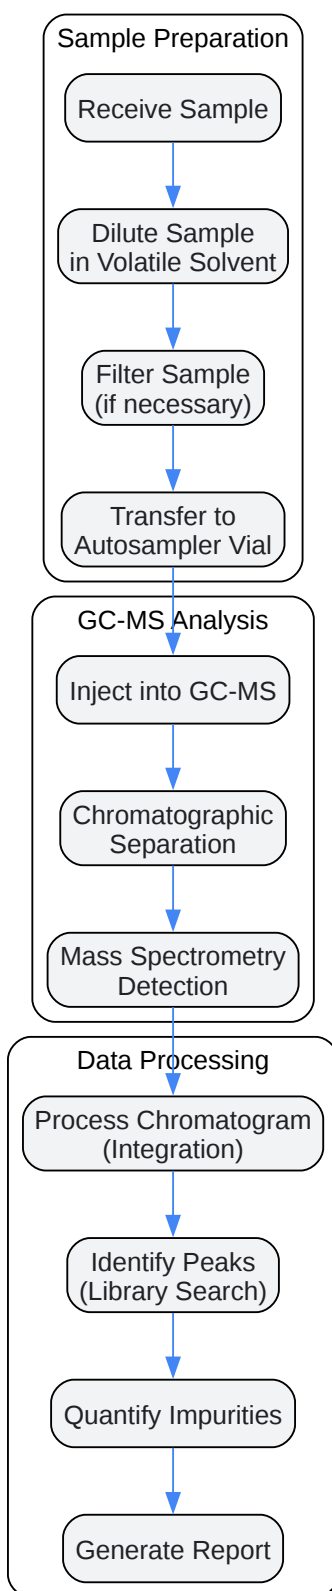 Sample Preparation
Receive Sample
Dilute Sample
in Volatile Solvent
Filter Sample
(if necessary)
Transfer to
Autosampler Vial
GC-MS Analysis
Inject into GC-MS
Chromatographic
Separation
Mass Spectrometry
Detection
Data Processing
Process Chromatogram
(Integration)
Identify Peaks
(Library Search)
Quantify Impurities
Generate Report